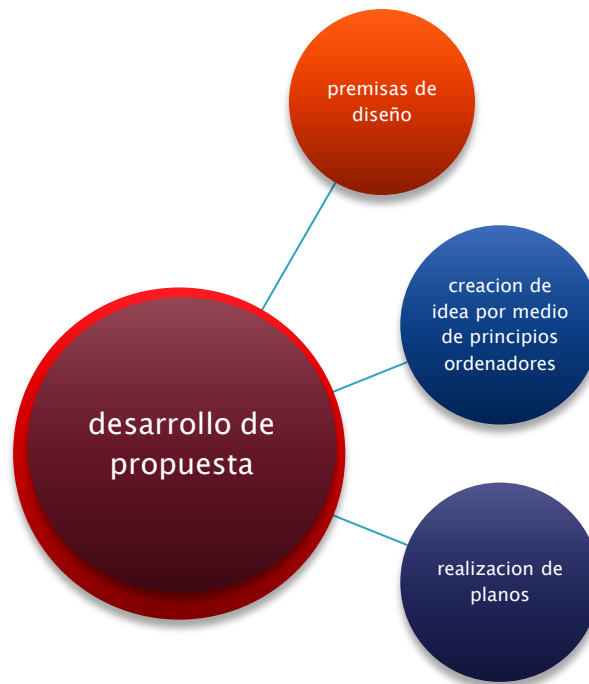 premisas de
diseño
creacion de
idea por medio
de principios
ordenadores
desarrollo de
propuesta
realizacion de
planos